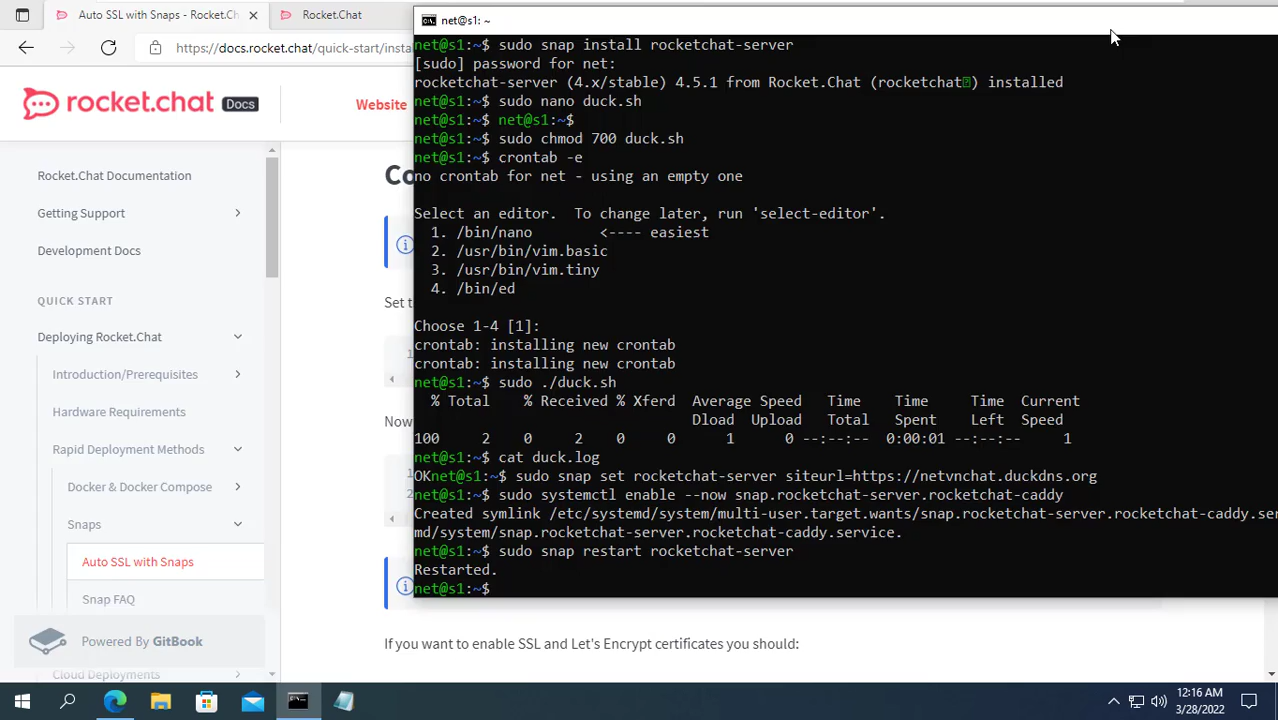 Auto SSL with Snaps - Rocket.Ch
Rocket.Chat
https://docs.rocket.chat/quick-start/insta
net@s1: ~
rocket.chat Docs
Website
Rocket.Chat Documentation
Getting Support
Development Docs
QUICK START
Deploying Rocket.Chat
Introduction/Prerequisites
Hardware Requirements
Rapid Deployment Methods
Docker & Docker Compose
Snaps
Auto SSL with Snaps
Snap FAQ
Powered By GitBook
Cloud Deployments
Co
Set t
1
Now
1
2
If you want to enable SSL and Let's Encrypt certificates you should:
net@s1:~$ sudo snap install rocketchat-server
[sudo] password for net:
rocketchat-server (4.x/stable) 4.5.1 from Rocket.Chat (rocketchat) installed
net@s1:~$ sudo nano duck.sh
net@s1:~$ net@s1:~$
net@s1:~$ sudo chmod 700 duck.sh
net@s1:~$ crontab -e
no crontab for net - using an empty one
Select an editor.  To change later, run 'select-editor'.
1. /bin/nano        <---- easiest
2. /usr/bin/vim.basic
3. /usr/bin/vim.tiny
4. /bin/ed
Choose 1-4 [1]:
crontab: installing new crontab
crontab: installing new crontab
net@s1:~$ sudo ./duck.sh
% Total    % Received % Xferd  Average Speed   Time    Time     Time  Current
Dload  Upload   Total   Spent    Left  Speed
100     2    0     2    0     0      1      0 --:--:--  0:00:01 --:--:--     1
net@s1:~$ cat duck.log
OKnet@s1:~$ sudo snap set rocketchat-server siteurl=https://netvnchat.duckdns.org
net@s1:~$ sudo systemctl enable --now snap.rocketchat-server.rocketchat-caddy
Created symlink /etc/systemd/system/multi-user.target.wants/snap.rocketchat-server.rocketchat-caddy.ser
md/system/snap.rocketchat-server.rocketchat-caddy.service.
net@s1:~$ sudo snap restart rocketchat-server
Restarted.
net@s1:~$
12:16 AM
3/28/2022